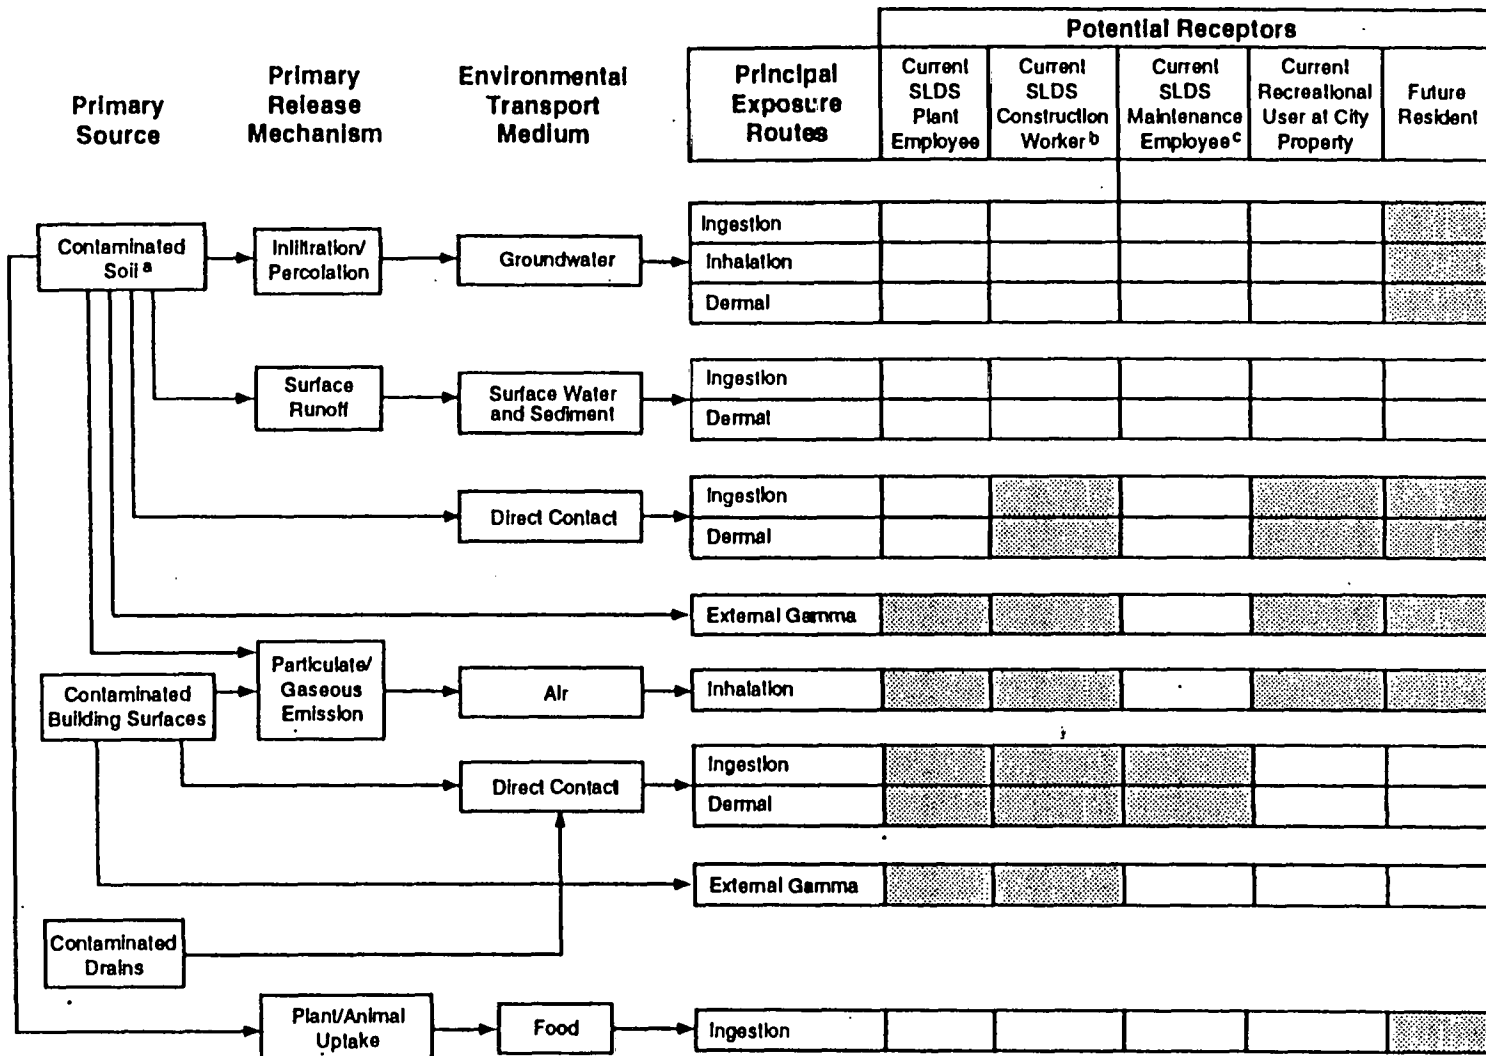 Potential Receptors
Primary
Source
Primary
Release
Mechanism
Environmental
Transport
Medium
Principal
Exposure
Routes
Current
SLDS
Plant
Employee
Current
SLDS
Construction
Worker b
Current
SLDS
Maintenance
Employee c
Current
Recreational
User at City
Property
Future
Resident
Contaminated
Soil a
Infiltration/
Percolation
Groundwater
Ingestion
Inhalation
Dermal
Surface
Runoff
Surface Water
and Sediment
Ingestion
Dermal
Direct Contact
Ingestion
Dermal
External Gamma
Contaminated
Building Surfaces
Particulate/
Gaseous
Emission
Air
Inhalation
Direct Contact
Ingestion
Dermal
External Gamma
Contaminated
Drains
Plant/Animal
Uptake
Food
Ingestion